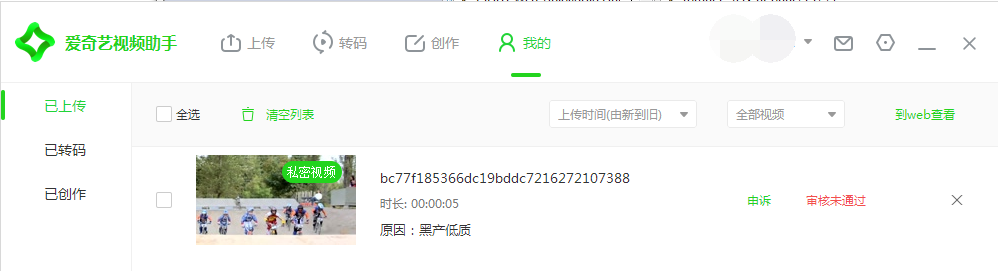 爱奇艺视频助手
上传
转码
创作
我的
已上传
已转码
已创作
全选
清空列表
上传时间(由新到旧)
全部视频
到web查看
私密视频
bc77f185366dc19bddc7216272107388
时长: 00:00:05
原因：黑产低质
申诉
审核未通过